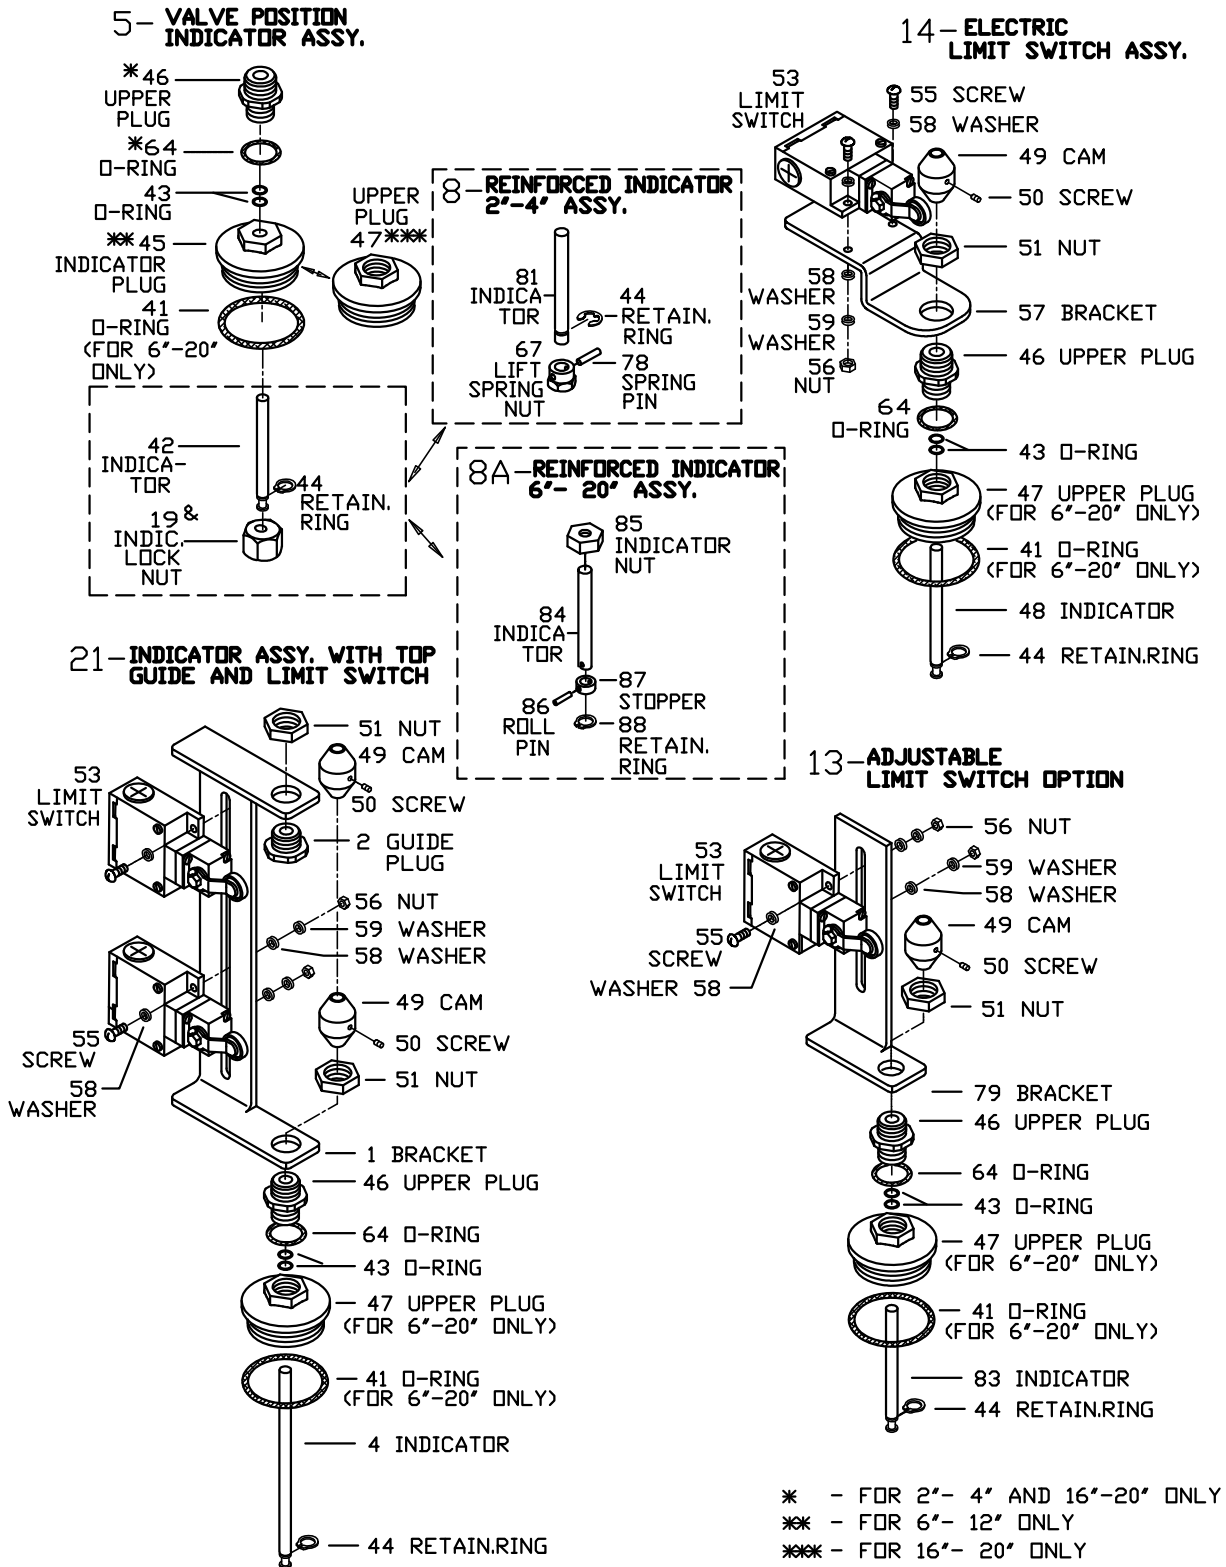 5- VALVE POSITION
INDICATOR ASSY.
*46
UPPER
PLUG
*64
O-RING
43
O-RING
**45
INDICATOR
PLUG
UPPER
PLUG
47***
41
O-RING
(FOR 6"-20"
ONLY)
42
INDICA-
TOR
44
RETAIN.
RING
19&
INDIC.
LOCK
NUT
8-REINFORCED INDICATOR
2"-4" ASSY.
81
INDICA-
TOR
44
RETAIN.
RING
67
LIFT
SPRING
NUT
78
SPRING
PIN
8A-REINFORCED INDICATOR
6"- 20" ASSY.
85
INDICATOR
NUT
84
INDICA-
TOR
87
STOPPER
86
ROLL
PIN
88
RETAIN.
RING
14-ELECTRIC
LIMIT SWITCH ASSY.
53
LIMIT
SWITCH
55 SCREW
58 WASHER
49 CAM
50 SCREW
51 NUT
58
WASHER
59
WASHER
56
NUT
57 BRACKET
46 UPPER PLUG
64
O-RING
43 O-RING
47 UPPER PLUG
(FOR 6"-20" ONLY)
41 O-RING
(FOR 6"-20" ONLY)
48 INDICATOR
44 RETAIN.RING
21-INDICATOR ASSY. WITH TOP
GUIDE AND LIMIT SWITCH
51 NUT
49 CAM
53
LIMIT
SWITCH
50 SCREW
2 GUIDE
PLUG
56 NUT
59 WASHER
58 WASHER
49 CAM
50 SCREW
55
SCREW
51 NUT
58
WASHER
1 BRACKET
46 UPPER PLUG
64 O-RING
43 O-RING
47 UPPER PLUG
(FOR 6"-20" ONLY)
41 O-RING
(FOR 6"-20" ONLY)
4 INDICATOR
44 RETAIN.RING
13-ADJUSTABLE
LIMIT SWITCH OPTION
56 NUT
53
LIMIT
SWITCH
59 WASHER
58 WASHER
49 CAM
55
SCREW
50 SCREW
WASHER 58
51 NUT
79 BRACKET
46 UPPER PLUG
64 O-RING
43 O-RING
47 UPPER PLUG
(FOR 6"-20" ONLY)
41 O-RING
(FOR 6"-20" ONLY)
83 INDICATOR
44 RETAIN.RING
* - FOR 2"- 4" AND 16"-20" ONLY
** - FOR 6"- 12" ONLY
*** - FOR 16"- 20" ONLY